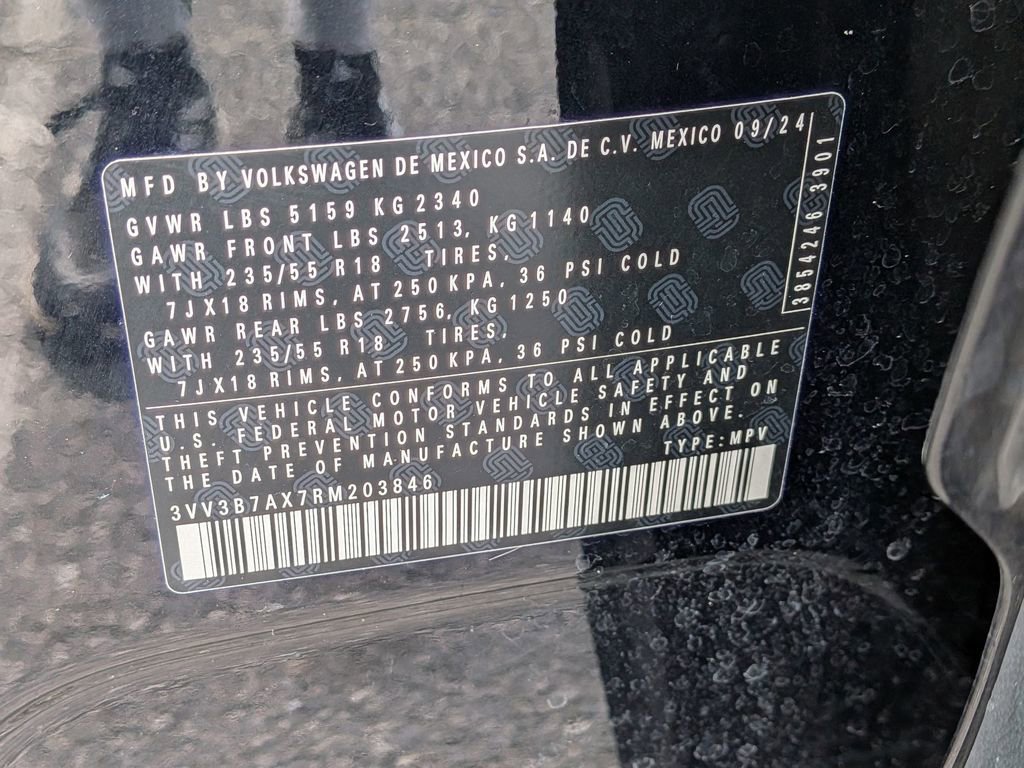 MFD BY VOLKSWAGEN DE MEXICO S.A. DE C.V. MEXICO 09/24
GVWR LBS 5159 KG 2340
GAWR FRONT LBS 2513, KG 1140
WITH 235/55 R18 TIRES,
7JX18 RIMS, AT 250 KPA, 36 PSI COLD
GAWR REAR LBS 2756, KG 1250
WITH 235/55 R18 TIRES,
7JX18 RIMS, AT 250 KPA, 36 PSI COLD
3854246 3901
THIS VEHICLE CONFORMS TO ALL APPLICABLE
U.S. FEDERAL MOTOR VEHICLE SAFETY AND
THEFT PREVENTION STANDARDS IN EFFECT ON
THE DATE OF MANUFACTURE SHOWN ABOVE.
TYPE: MPV
3VV3B7AX7RM203846